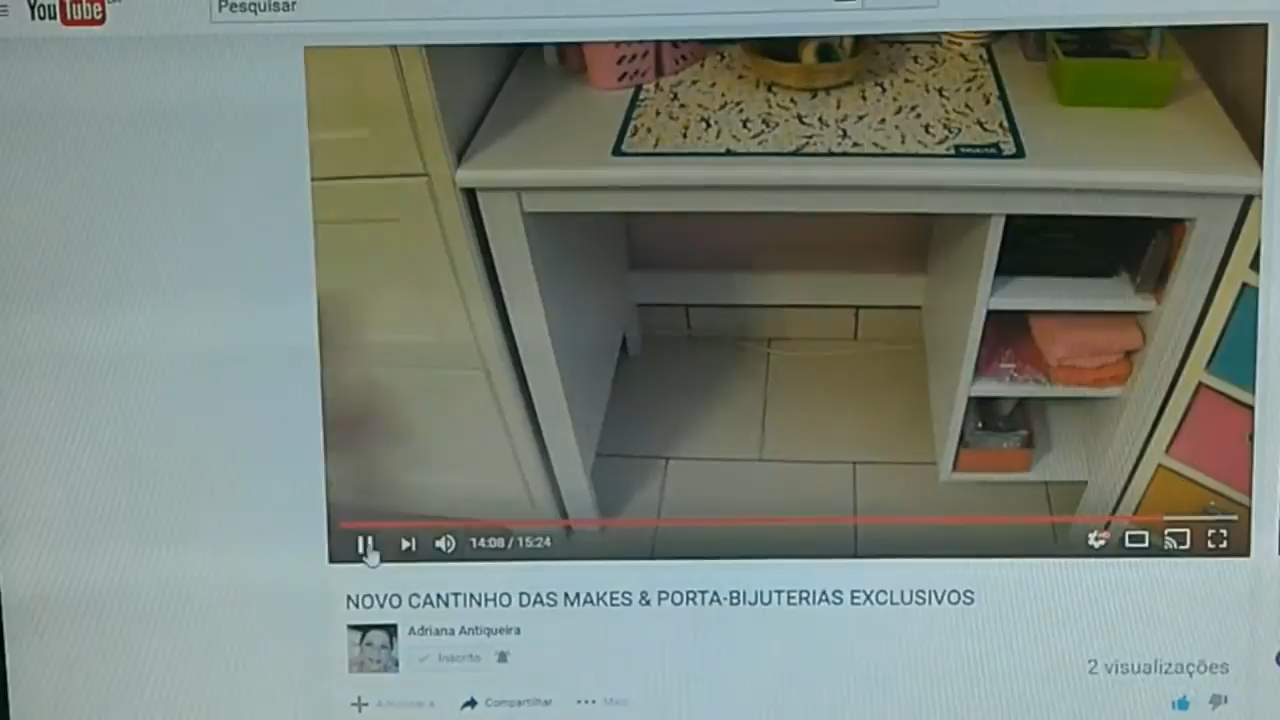 YouTube
Pesquisar
14:08 / 15:24
NOVO CANTINHO DAS MAKES & PORTA-BIJUTERIAS EXCLUSIVOS
Adriana Antiqueira
Inscrito
2 visualizações
Compartilhar
Mais